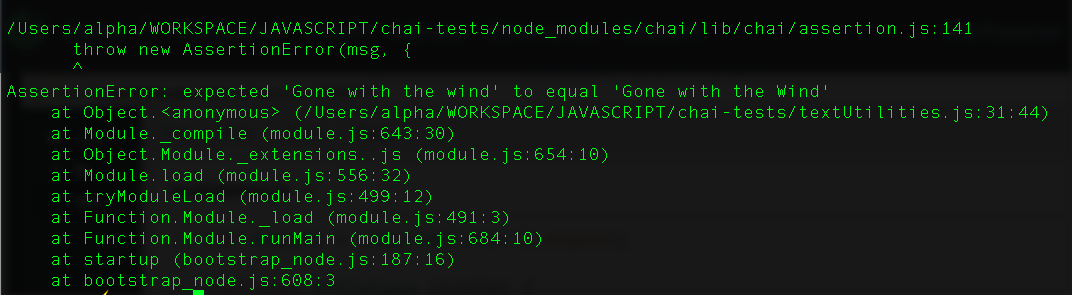 /Users/alpha/WORKSPACE/JAVASCRIPT/chai-tests/node_modules/chai/lib/chai/assertion.js:141
      throw new AssertionError(msg, {
      ^
AssertionError: expected 'Gone with the wind' to equal 'Gone with the Wind'
    at Object.<anonymous> (/Users/alpha/WORKSPACE/JAVASCRIPT/chai-tests/textUtilities.js:31:44)
    at Module._compile (module.js:643:30)
    at Object.Module._extensions..js (module.js:654:10)
    at Module.load (module.js:556:32)
    at tryModuleLoad (module.js:499:12)
    at Function.Module._load (module.js:491:3)
    at Function.Module.runMain (module.js:684:10)
    at startup (bootstrap_node.js:187:16)
    at bootstrap_node.js:608:3